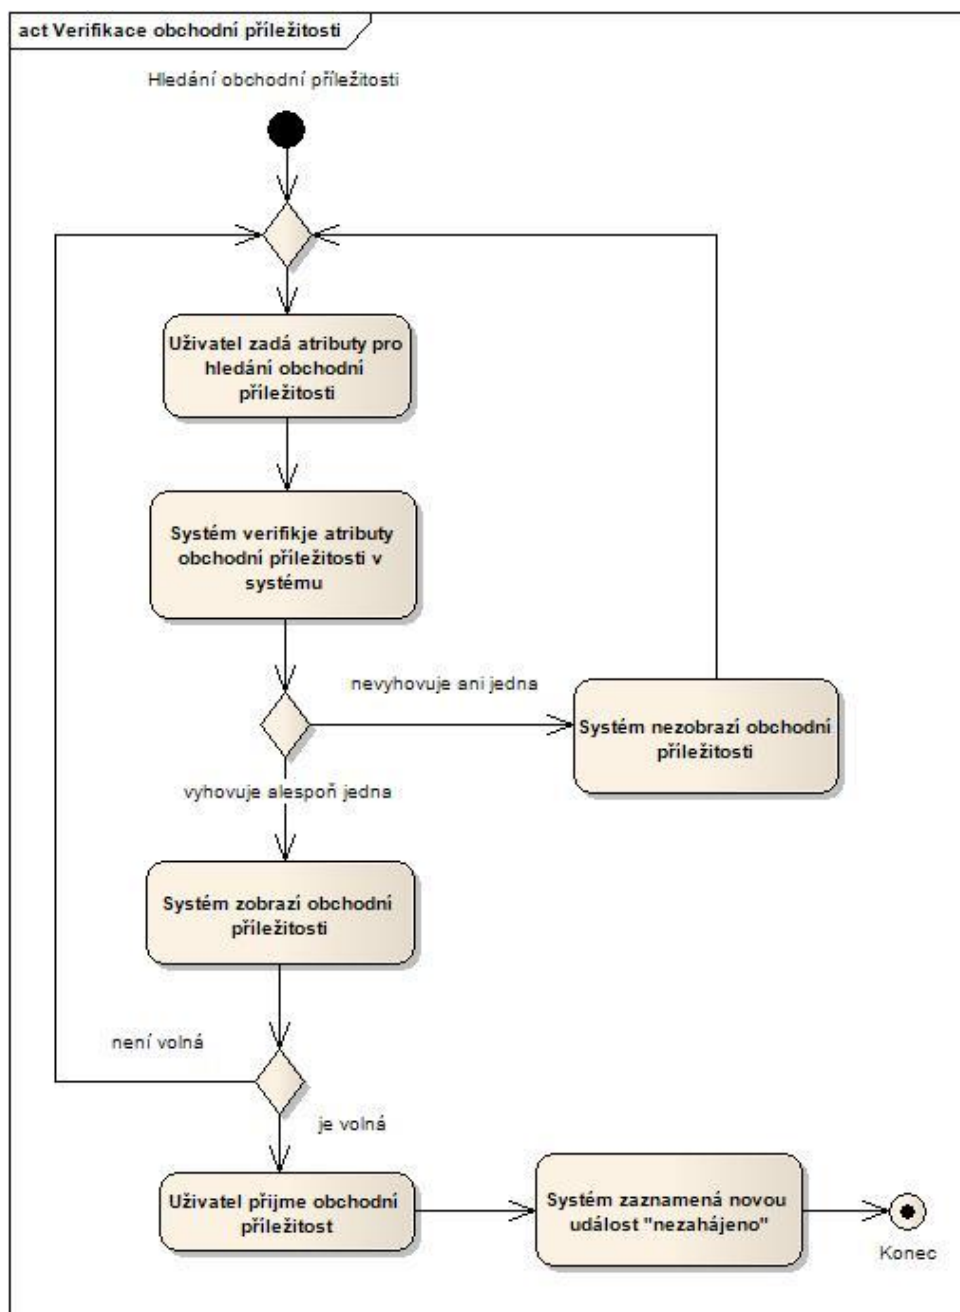 act Verifikace obchodní příležitosti
Hledání obchodní příležitosti
Uživatel zadá atributy pro
hledání obchodní
příležitosti
Systém verifikje atributy
obchodní příležitosti v
systému
nevyhovuje ani jedna
Systém nezobrazí obchodní
příležitosti
vyhovuje alespoň jedna
Systém zobrazí obchodní
příležitosti
není volná
je volná
Uživatel přijme obchodní
příležitost
Systém zaznamená novou
událost "nezahájeno"
Konec